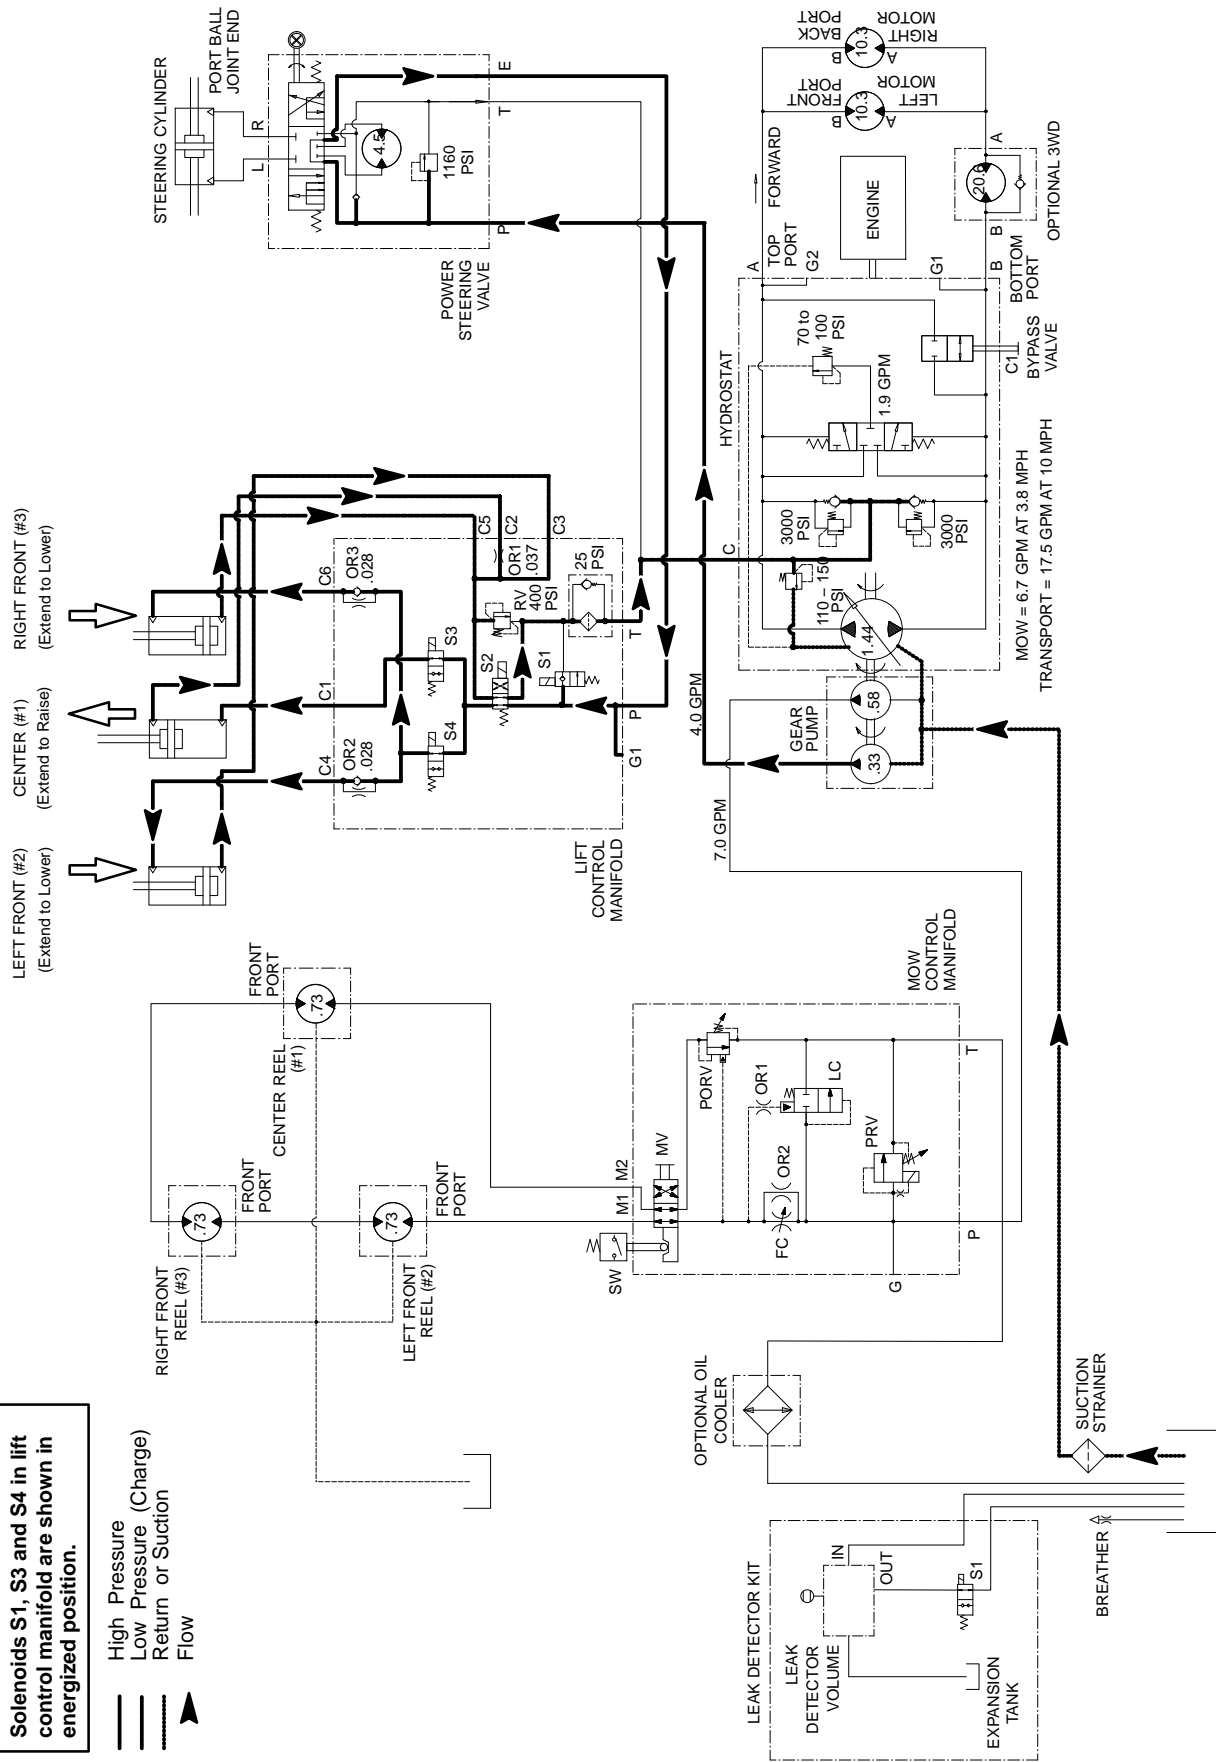 Solenoids S1, S3 and S4 in lift
control manifold are shown in
energized position.
High Pressure
Low Pressure (Charge)
Return or Suction
Flow
LEFT FRONT (#2)
(Extend to Lower)
CENTER (#1)
(Extend to Raise)
RIGHT FRONT (#3)
(Extend to Lower)
STEERING CYLINDER
PORT BALL
JOINT END
L
R
4.5
1160
PSI
P
T
E
POWER
STEERING
VALVE
C4
C1
C6
OR2
.028
OR3
.028
C5
C2
C3
OR1
.037
S4
S3
S2
RV
400
PSI
S1
25
PSI
G1
P
T
LIFT
CONTROL
MANIFOLD
RIGHT FRONT
REEL (#3)
.73
FRONT
PORT
LEFT FRONT
REEL (#2)
.73
FRONT
PORT
CENTER REEL
(#1)
.73
FRONT
PORT
SW
M1
M2
MV
PORV
FC
OR2
OR1
LC
PRV
G
P
T
MOW
CONTROL
MANIFOLD
7.0 GPM
4.0 GPM
GEAR
PUMP
.33
.58
1.44
HYDROSTAT
C
110 – 150
PSI
3000
PSI
3000
PSI
1.9 GPM
70 to
100
PSI
C1
BYPASS
VALVE
MOW = 6.7 GPM AT 3.8 MPH
TRANSPORT = 17.5 GPM AT 10 MPH
A
TOP
PORT
G2
G1
B
BOTTOM
PORT
FORWARD
ENGINE
B
A
20.6
OPTIONAL 3WD
LEFT
MOTOR
FRONT
PORT
B
A
10.3
RIGHT
MOTOR
BACK
PORT
B
A
10.3
OPTIONAL OIL
COOLER
SUCTION
STRAINER
LEAK DETECTOR KIT
LEAK
DETECTOR
VOLUME
IN
OUT
S1
EXPANSION
TANK
BREATHER